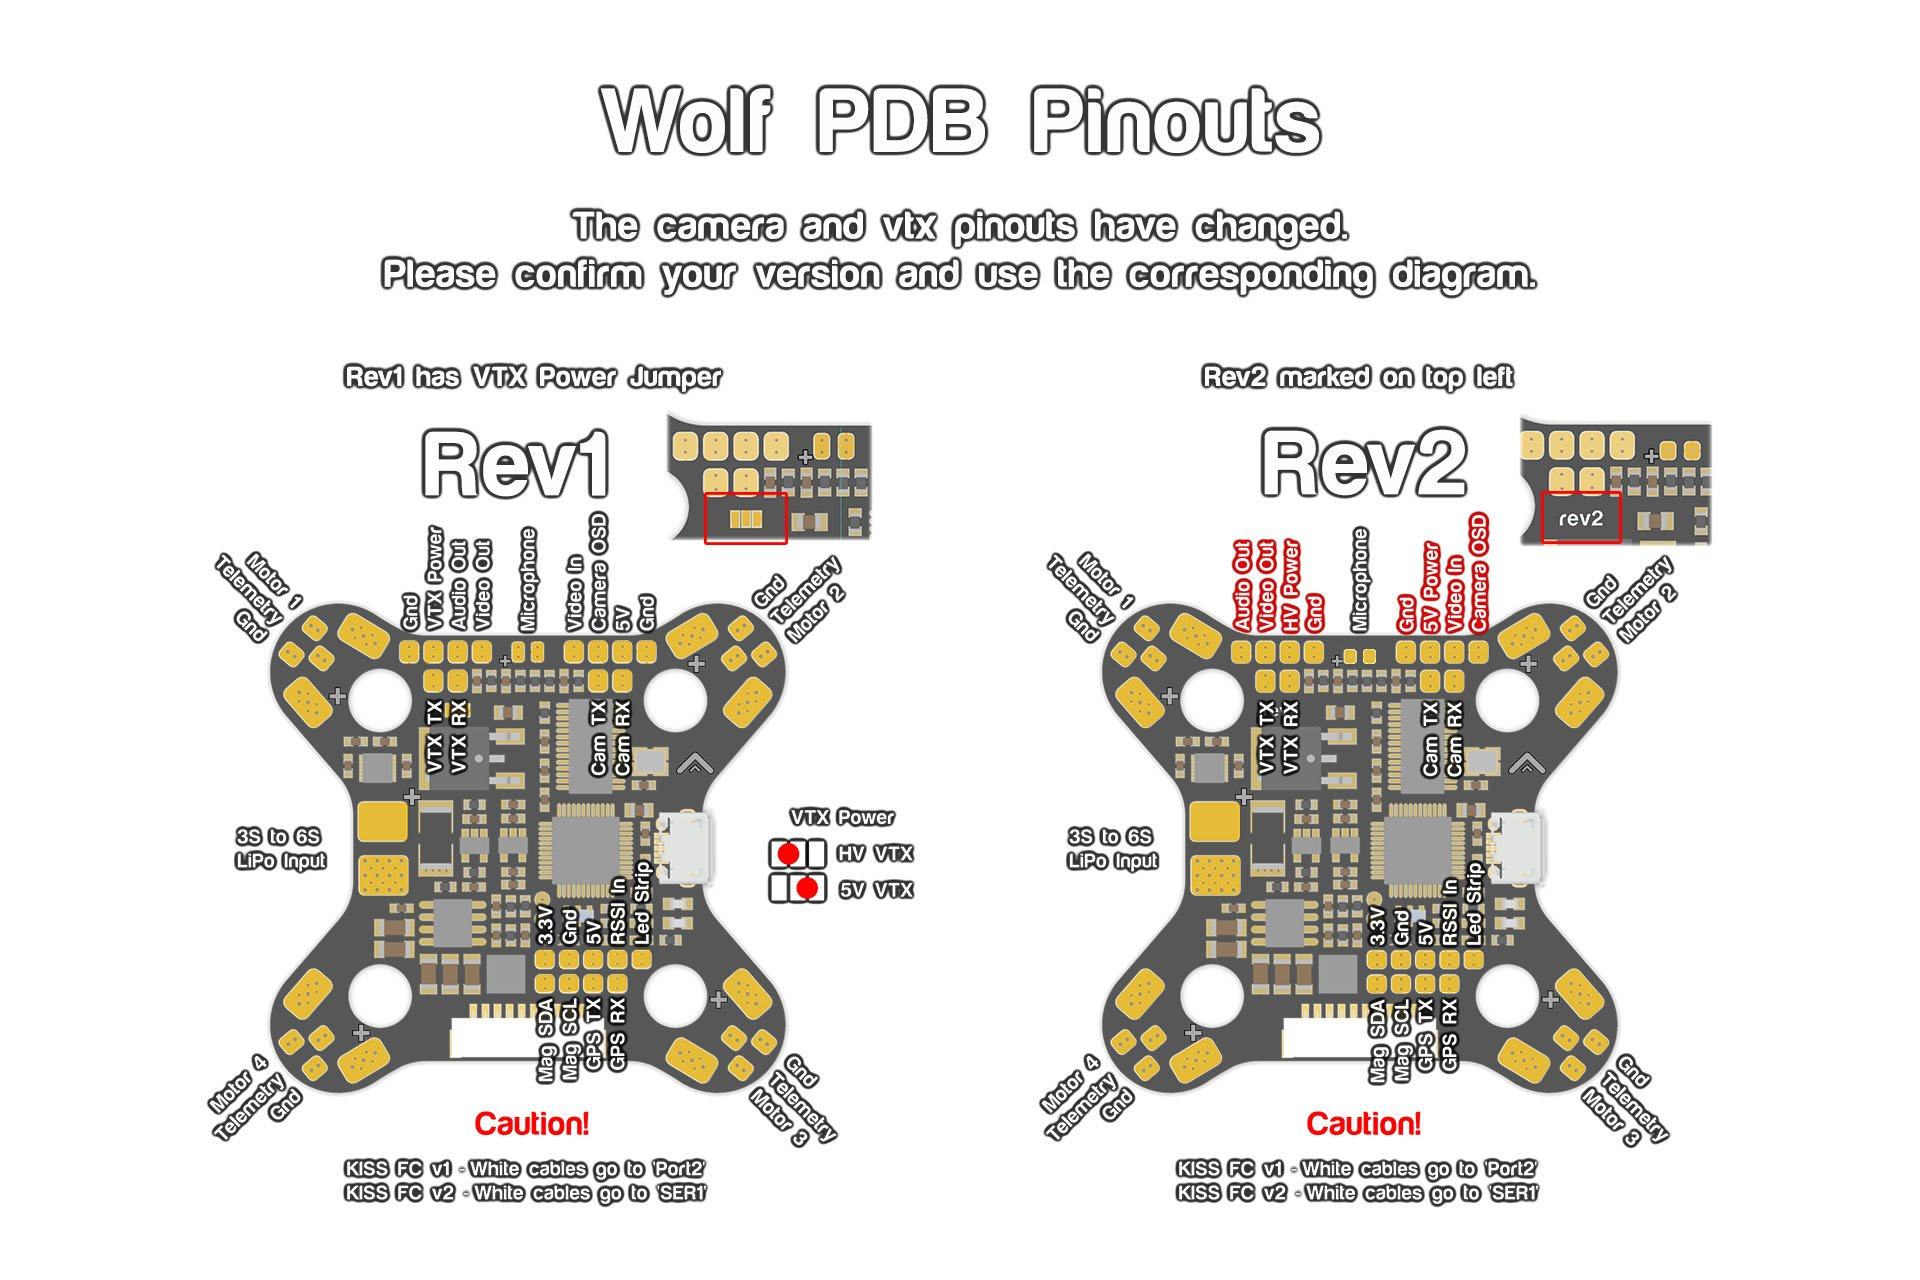 Wolf PDB Pinouts
The camera and vtx pinouts have changed.
Please confirm your version and use the corresponding diagram.
Rev1 has VTX Power Jumper
Rev1
Motor 1
Telemetry
Gnd
Gnd
VTX Power
Audio Out
Video Out
Microphone
Video In
Camera OSD
5V
Gnd
Gnd
Telemetry
Motor 2
VTX TX
VTX RX
Cam TX
Cam RX
3S to 6S
LiPo Input
VTX Power
HV VTX
5V VTX
3.3V
Gnd
5V
RSSI In
Led Strip
Mag SDA
Mag SCL
GPS TX
GPS RX
Motor 4
Telemetry
Gnd
Gnd
Telemetry
Motor 3
Caution!
KISS FC v1 - White cables go to 'Port2'
KISS FC v2 - White cables go to 'SER1'
Rev2 marked on top left
Rev2
rev2
Motor 1
Telemetry
Gnd
Audio Out
Video Out
HV Power
Gnd
Microphone
Gnd
5V Power
Video In
Camera OSD
Gnd
Telemetry
Motor 2
VTX TX
VTX RX
Cam TX
Cam RX
3S to 6S
LiPo Input
3.3V
Gnd
5V
RSSI In
Led Strip
Mag SDA
Mag SCL
GPS TX
GPS RX
Motor 4
Telemetry
Gnd
Gnd
Telemetry
Motor 3
Caution!
KISS FC v1 - White cables go to 'Port2'
KISS FC v2 - White cables go to 'SER1'